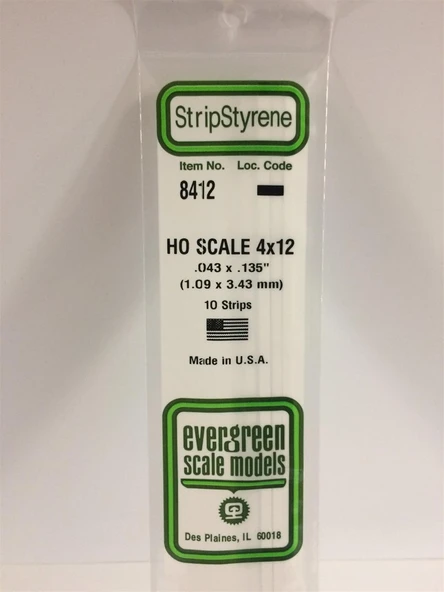 StripStyrene
Item No. Loc. Code
8412
HO SCALE 4x12
.043 x .135"
(1.09 x 3.43 mm)
10 Strips
Made in U.S.A.
evergreen
scale models
Des Plaines, IL 60018